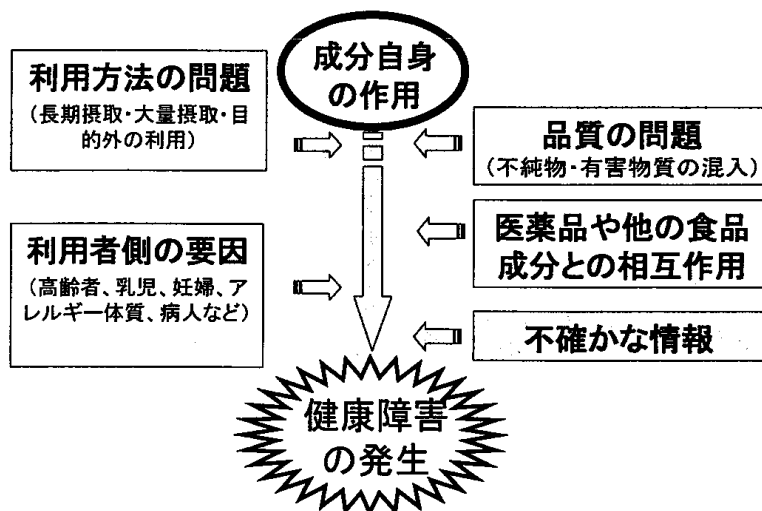 成分自身
の作用
利用方法の問題
(長期摂取・大量摂取・目
的外の利用)
品質の問題
(不純物・有害物質の混入)
医薬品や他の食品
成分との相互作用
利用者側の要因
(高齢者、乳児、妊婦、ア
レルギー体質、病人など)
不確かな情報
健康障害
の発生